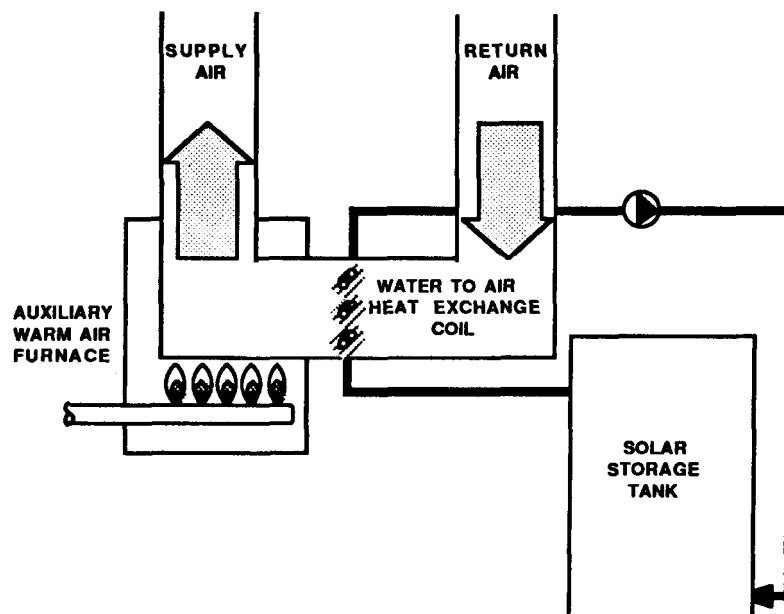 SUPPLY
AIR
RETURN
AIR
AUXILIARY
WARM AIR
FURNACE
WATER TO AIR
HEAT EXCHANGE
COIL
SOLAR
STORAGE
TANK